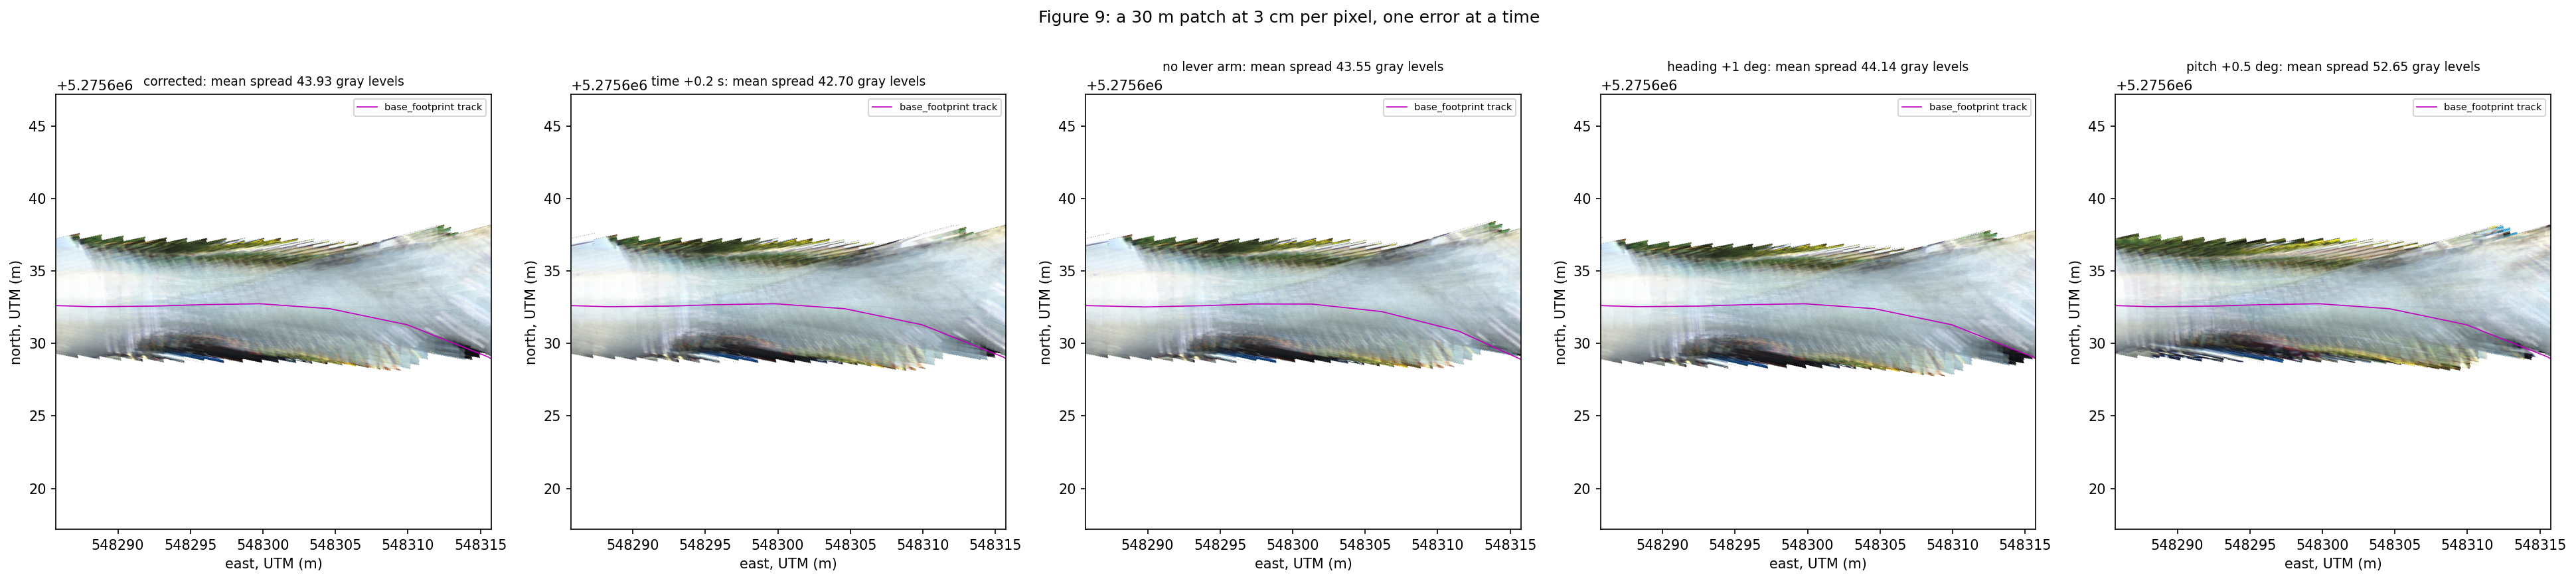 Figure 9: a 30 m patch at 3 cm per pixel, one error at a time
corrected: mean spread 43.93 gray levels
+5.2756e6
base_footprint track
45
40
35
30
25
20
north, UTM (m)
548290 548295 548300 548305 548310 548315
east, UTM (m)
time +0.2 s: mean spread 42.70 gray levels
+5.2756e6
base_footprint track
45
40
35
30
25
20
north, UTM (m)
548290 548295 548300 548305 548310 548315
east, UTM (m)
no lever arm: mean spread 43.55 gray levels
+5.2756e6
base_footprint track
45
40
35
30
25
20
north, UTM (m)
548290 548295 548300 548305 548310 548315
east, UTM (m)
heading +1 deg: mean spread 44.14 gray levels
+5.2756e6
base_footprint track
45
40
35
30
25
20
north, UTM (m)
548290 548295 548300 548305 548310 548315
east, UTM (m)
pitch +0.5 deg: mean spread 52.65 gray levels
+5.2756e6
base_footprint track
45
40
35
30
25
20
north, UTM (m)
548290 548295 548300 548305 548310 548315
east, UTM (m)